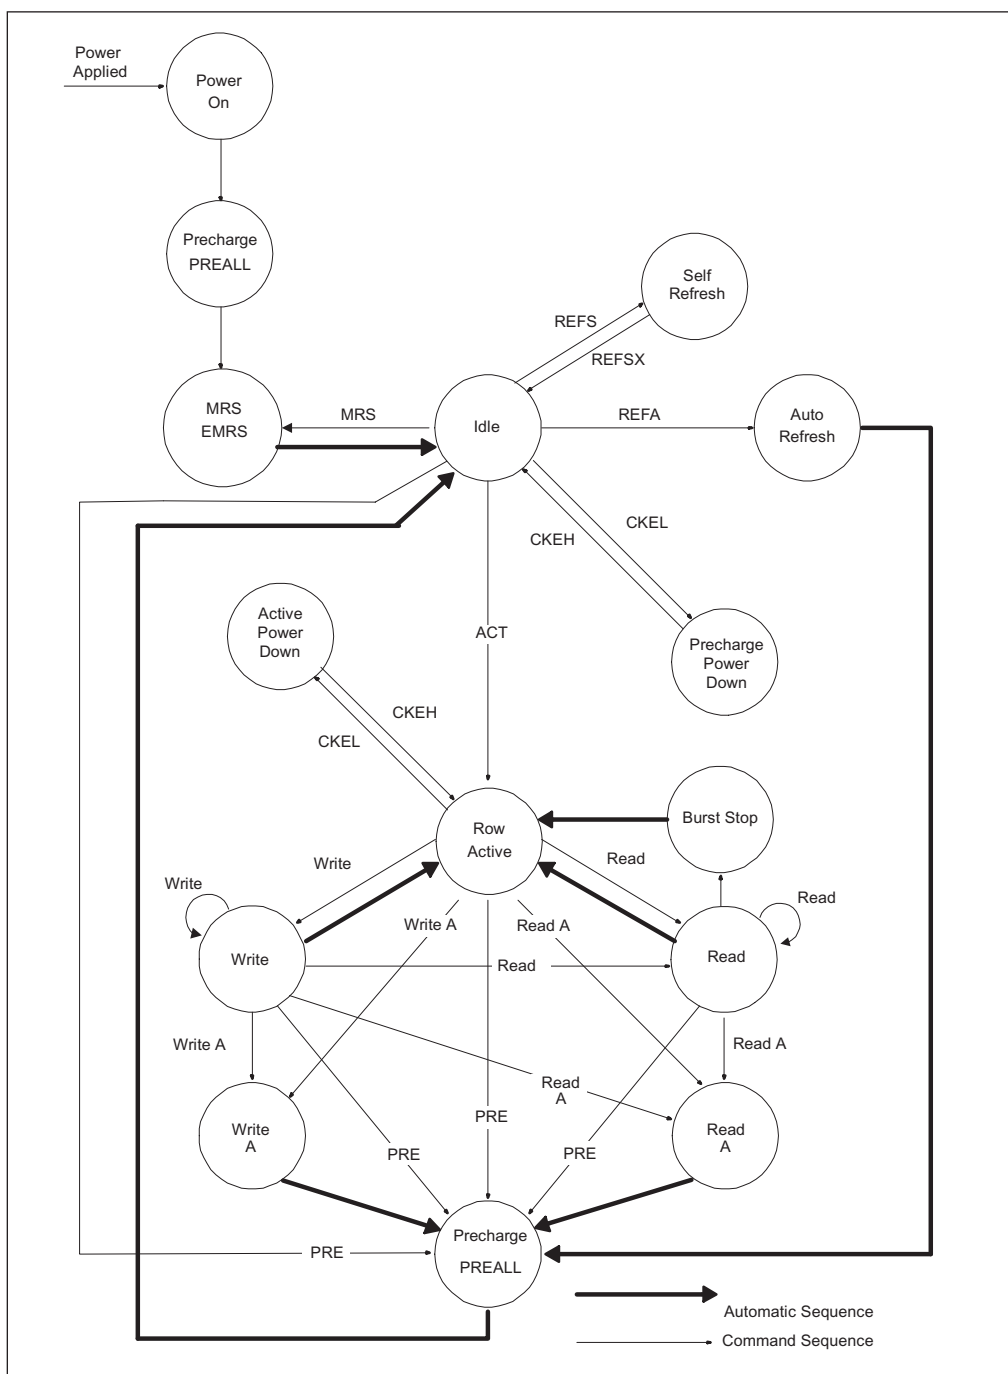 Power
Applied
Power
On
Precharge
PREALL
Self
Refresh
REFS
REFSX
MRS
EMRS
MRS
Idle
REFA
Auto
Refresh
CKEL
CKEH
Active
Power
Down
ACT
Precharge
Power
Down
CKEH
CKEL
Burst Stop
Row
Active
Write
Read
Write
Read
Write A
Read A
Write
Read
Read
Write A
Read A
Read
A
Write
A
PRE
Read
A
PRE
PRE
Precharge
PREALL
PRE
Automatic Sequence
Command Sequence